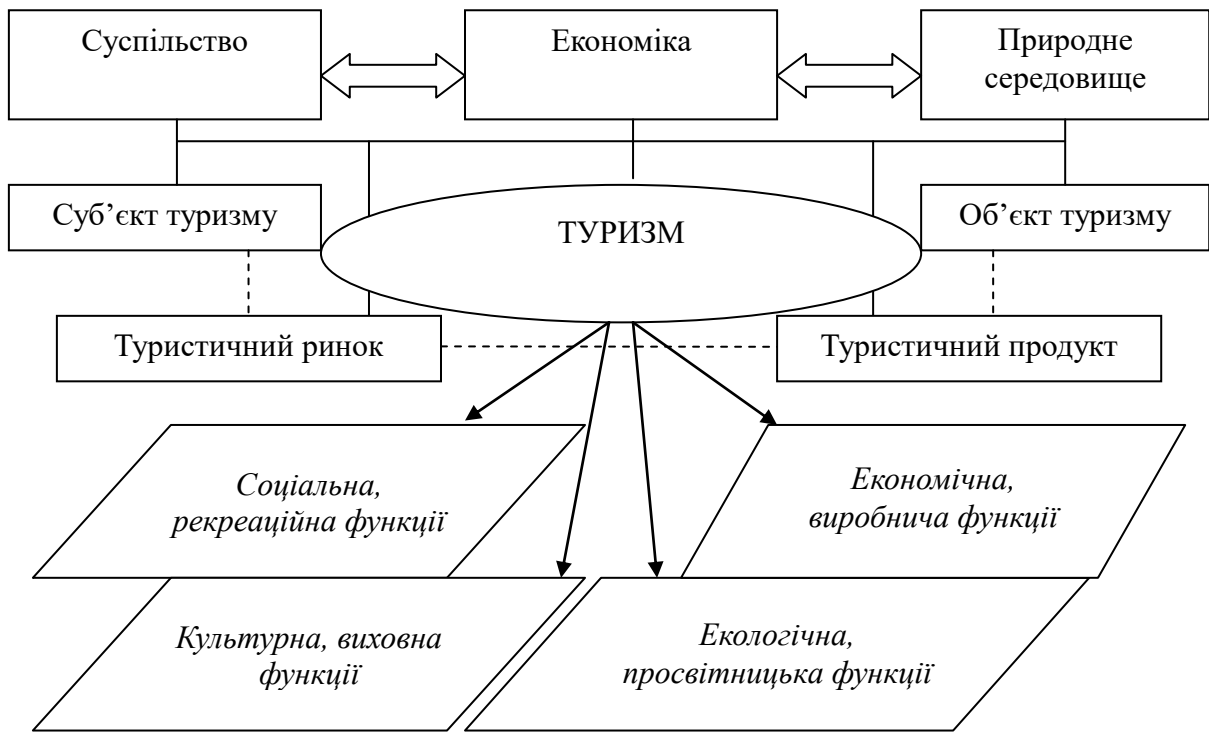 Суспільство
Економіка
Природне
середовище
Суб’єкт туризму
ТУРИЗМ
Об’єкт туризму
Туристичний ринок
Туристичний продукт
Соціальна,
рекреаційна функції
Економічна,
виробнича функції
Культурна, виховна
функції
Екологічна,
просвітницька функції